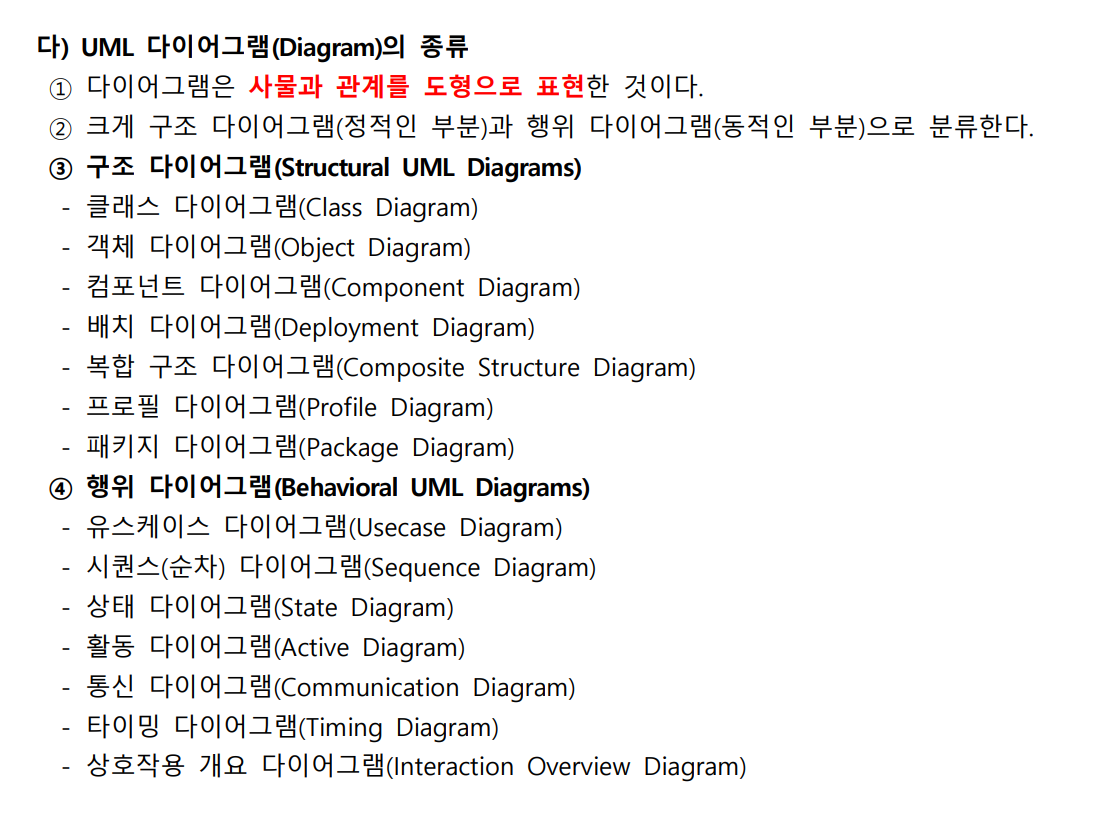 다) UML 다이어그램(Diagram)의 종류
① 다이어그램은 사물과 관계를 도형으로 표현한 것이다.
② 크게 구조 다이어그램(정적인 부분)과 행위 다이어그램(동적인 부분)으로 분류한다.
③ 구조 다이어그램(Structural UML Diagrams)
- 클래스 다이어그램(Class Diagram)
- 객체 다이어그램(Object Diagram)
- 컴포넌트 다이어그램(Component Diagram)
- 배치 다이어그램(Deployment Diagram)
- 복합 구조 다이어그램(Composite Structure Diagram)
- 프로필 다이어그램(Profile Diagram)
- 패키지 다이어그램(Package Diagram)
④ 행위 다이어그램(Behavioral UML Diagrams)
- 유스케이스 다이어그램(Usecase Diagram)
- 시퀀스(순차) 다이어그램(Sequence Diagram)
- 상태 다이어그램(State Diagram)
- 활동 다이어그램(Active Diagram)
- 통신 다이어그램(Communication Diagram)
- 타이밍 다이어그램(Timing Diagram)
- 상호작용 개요 다이어그램(Interaction Overview Diagram)